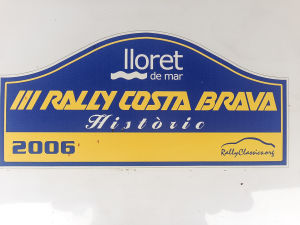 lloret
de mar
III RALLY COSTA BRAVA
Històric
2006
RallyClassics.org